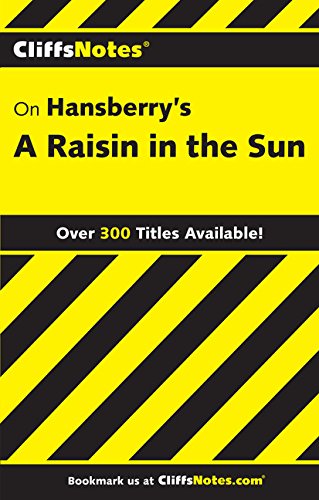 CliffsNotes®
On Hansberry's
A Raisin in the Sun
Over 300 Titles Available!
Bookmark us at CliffsNotes.com®